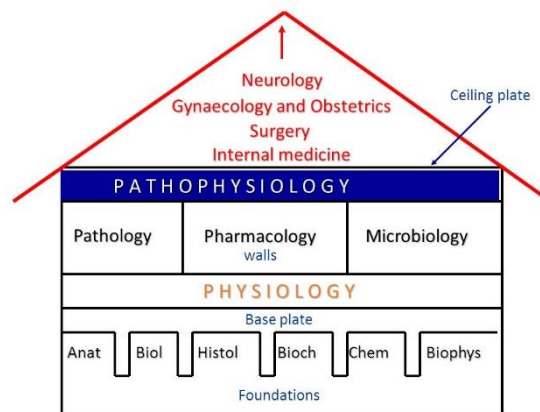 Neurology
Gynaecology and Obstetrics
Ceiling plate
Surgery
Internal medicine
PATHOPHYSIOLOGY
Pathology Pharmacology Microbiology
walls
PHYSIOLOGY
Base plate
Anat Biol Histol Bioch Chem Biophys
Foundations